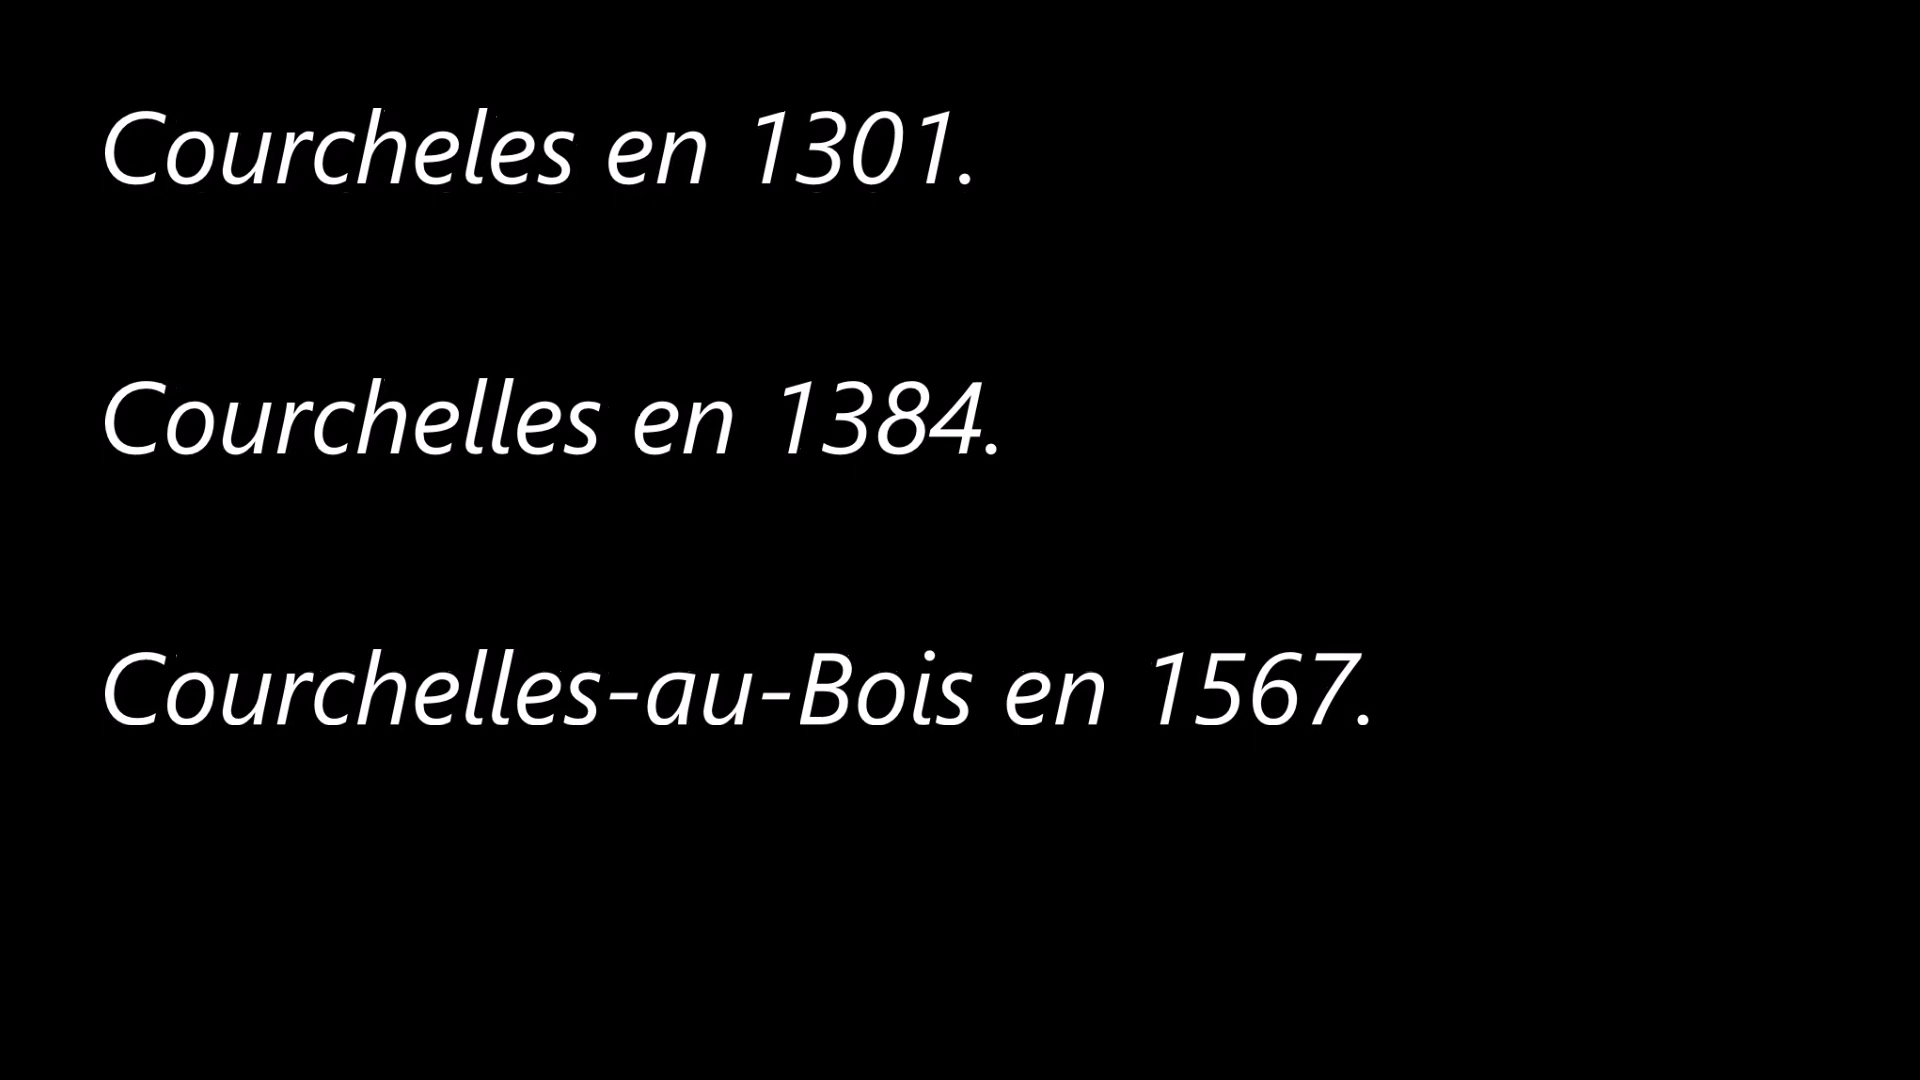 Courcheles en 1301.
Courchelles en 1384.
Courchelles-au-Bois en 1567.